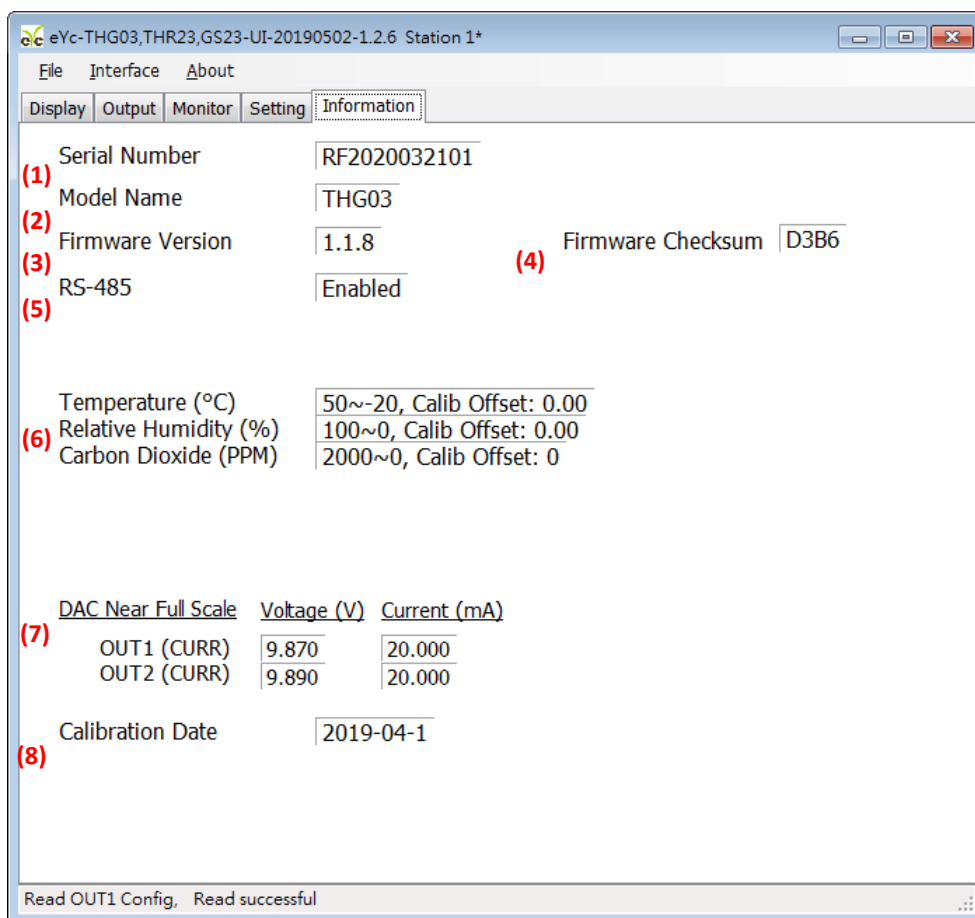 eYc eYc-THG03,THR23,GS23-UI-20190502-1.2.6 Station 1*
File Interface About
Display Output Monitor Setting Information
(1) Serial Number RF2020032101
(2) Model Name THG03
(3) Firmware Version 1.1.8 (4) Firmware Checksum D3B6
(5) RS-485 Enabled
Temperature (°C) 50~-20, Calib Offset: 0.00
(6) Relative Humidity (%) 100~0, Calib Offset: 0.00
Carbon Dioxide (PPM) 2000~0, Calib Offset: 0
DAC Near Full Scale Voltage (V) Current (mA)
(7) OUT1 (CURR) 9.870 20.000
OUT2 (CURR) 9.890 20.000
(8) Calibration Date 2019-04-1
Read OUT1 Config, Read successful